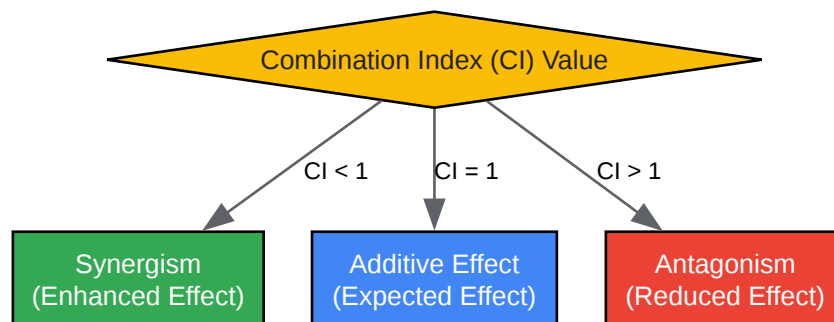 Combination Index (CI) Value
CI < 1
CI = 1
CI > 1
Synergism
(Enhanced Effect)
Additive Effect
(Expected Effect)
Antagonism
(Reduced Effect)